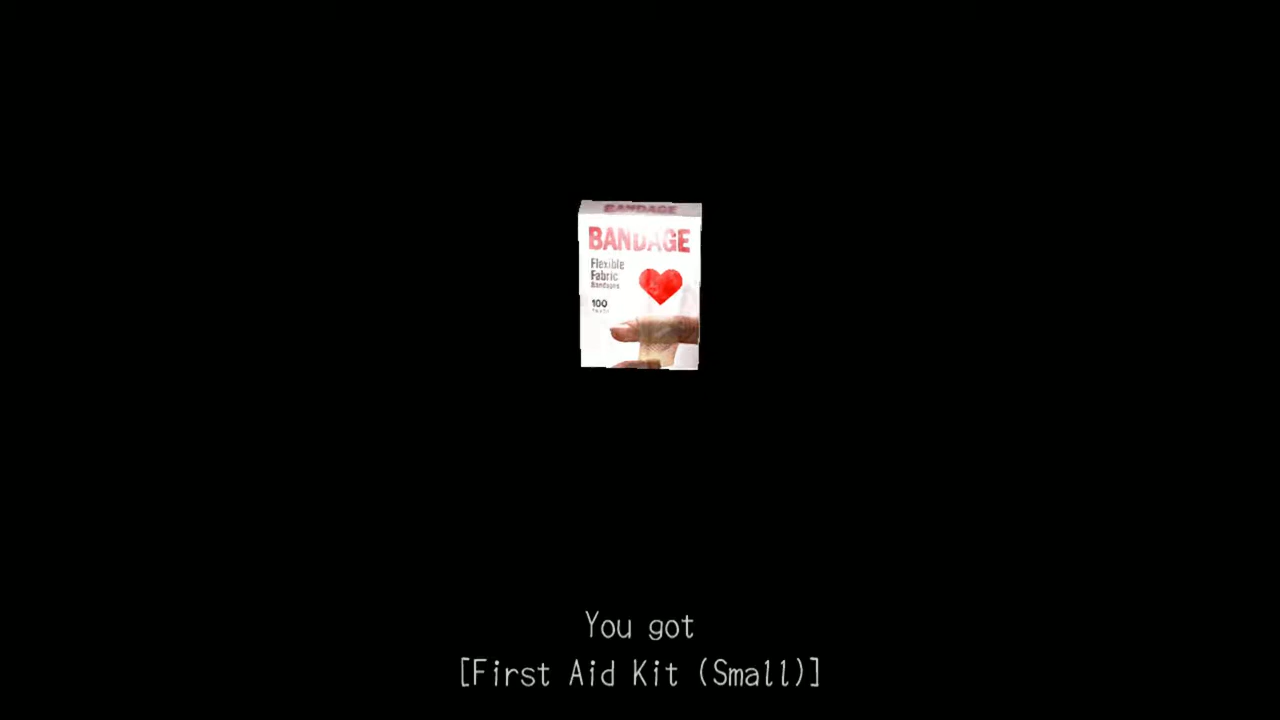 BANDAGE
BANDAGE
Flexible
Fabric
Bandages
100
You got
[First Aid Kit (Small)]